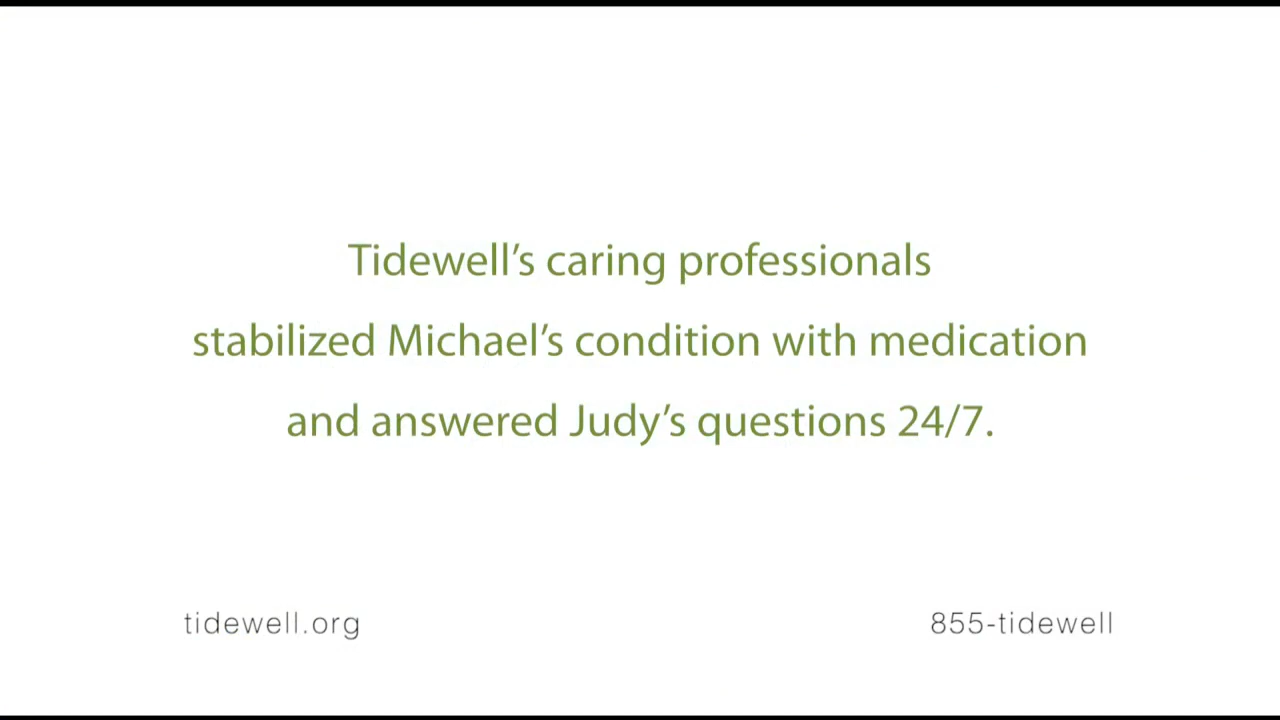 Tidewell’s caring professionals
stabilized Michael’s condition with medication
and answered Judy’s questions 24/7.
tidewell.org
855-tidewell